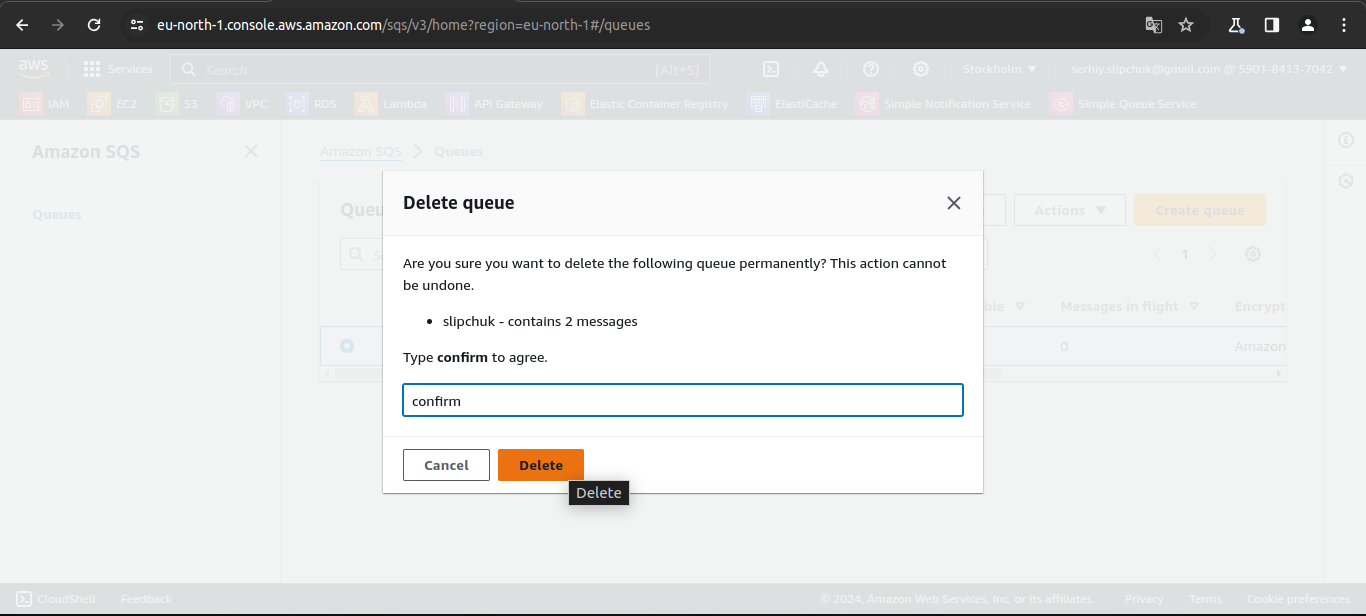 eu-north-1.console.aws.amazon.com/sqs/v3/home?region=eu-north-1#/queues
aws Services Search [Alt+S] Stockholm serhiy.slipchuk@gmail.com @ 5901-8413-7042
IAM EC2 S3 VPC RDS Lambda API Gateway Elastic Container Registry ElastiCache Simple Notification Service Simple Queue Service
Amazon SQS
Queues
Amazon SQS Queues
Actions Create queue
1
Messages in flight
0 Amazon
Delete queue
Are you sure you want to delete the following queue permanently? This action cannot
be undone.
• slipchuk - contains 2 messages
Type confirm to agree.
confirm
Cancel Delete
Delete
CloudShell Feedback © 2024, Amazon Web Services, Inc. or its affiliates. Privacy Terms Cookie preferences